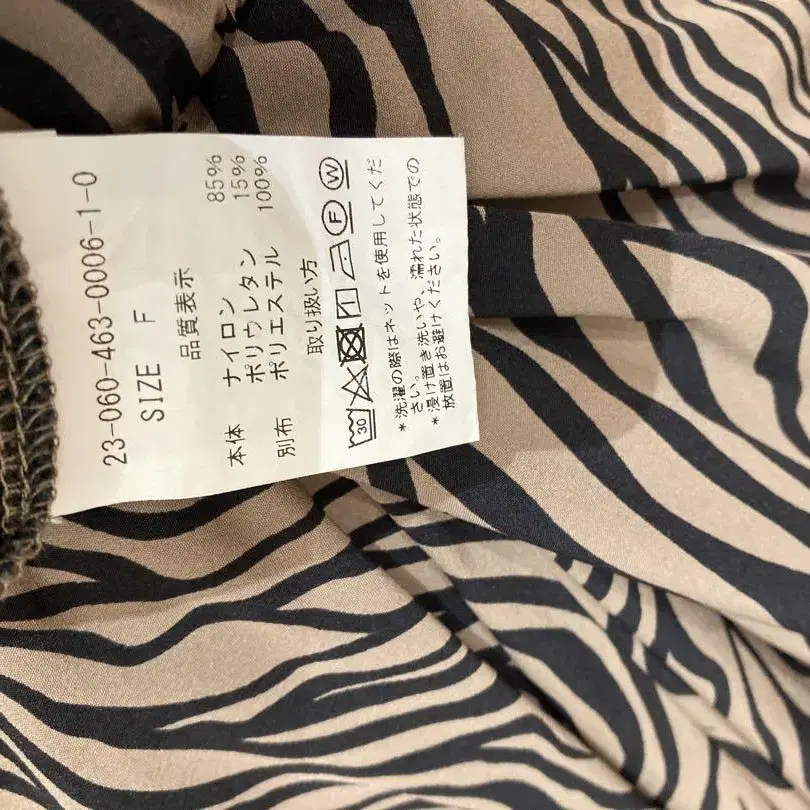 23-060-463-0006-1-0
SIZE F
品質表示
本体 ナイロン 85%
ポリウレタン 15%
別布 ポリエステル 100%
取り扱い方
30 F W
*洗濯の際はネットを使用してくだ
さい。
*浸け置き洗いや、濡れた状態での
放置はお避けください。